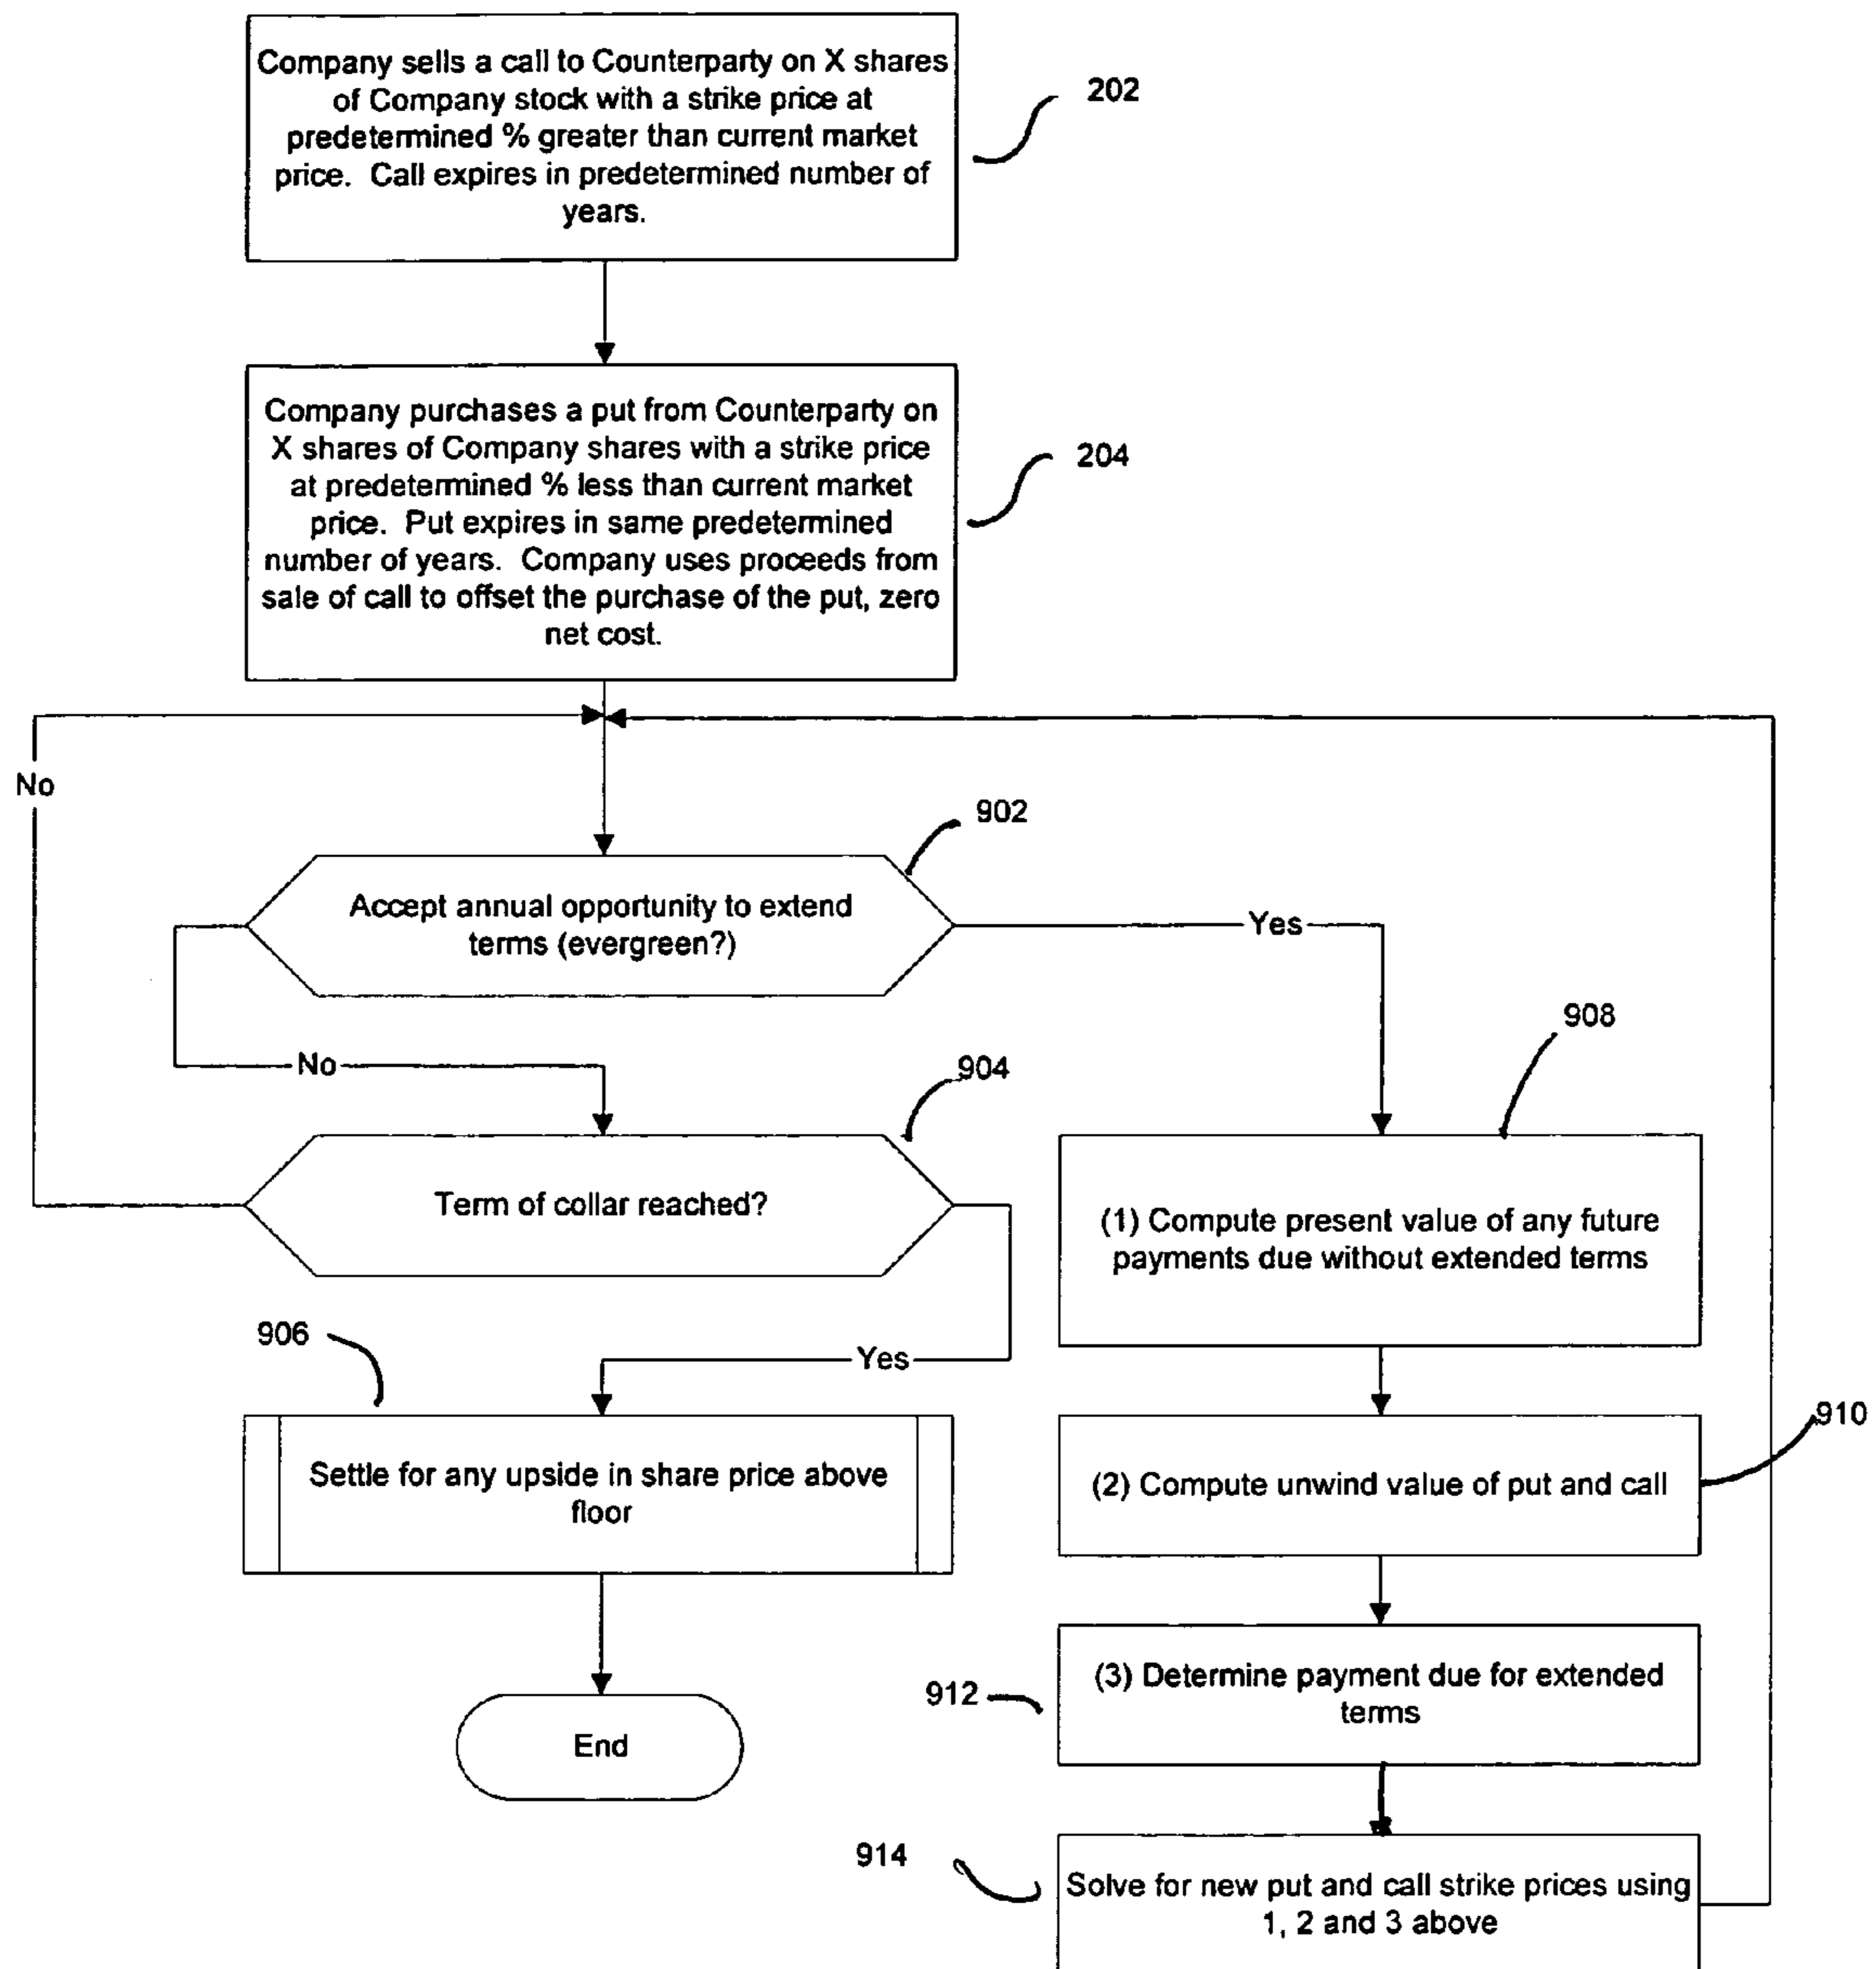 Company sells a call to Counterparty on X shares
of Company stock with a strike price at
predetermined % greater than current market
price. Call expires in predetermined number of
years.
202
Company purchases a put from Counterparty on
X shares of Company shares with a strike price
at predetermined % less than current market
price. Put expires in same predetermined
number of years. Company uses proceeds from
sale of call to offset the purchase of the put, zero
net cost.
204
No
902
Accept annual opportunity to extend
terms (evergreen?)
Yes
908
No
904
Term of collar reached?
(1) Compute present value of any future
payments due without extended terms
906
Yes
910
Settle for any upside in share price above
floor
(2) Compute unwind value of put and call
912
(3) Determine payment due for extended
terms
End
914
Solve for new put and call strike prices using
1, 2 and 3 above